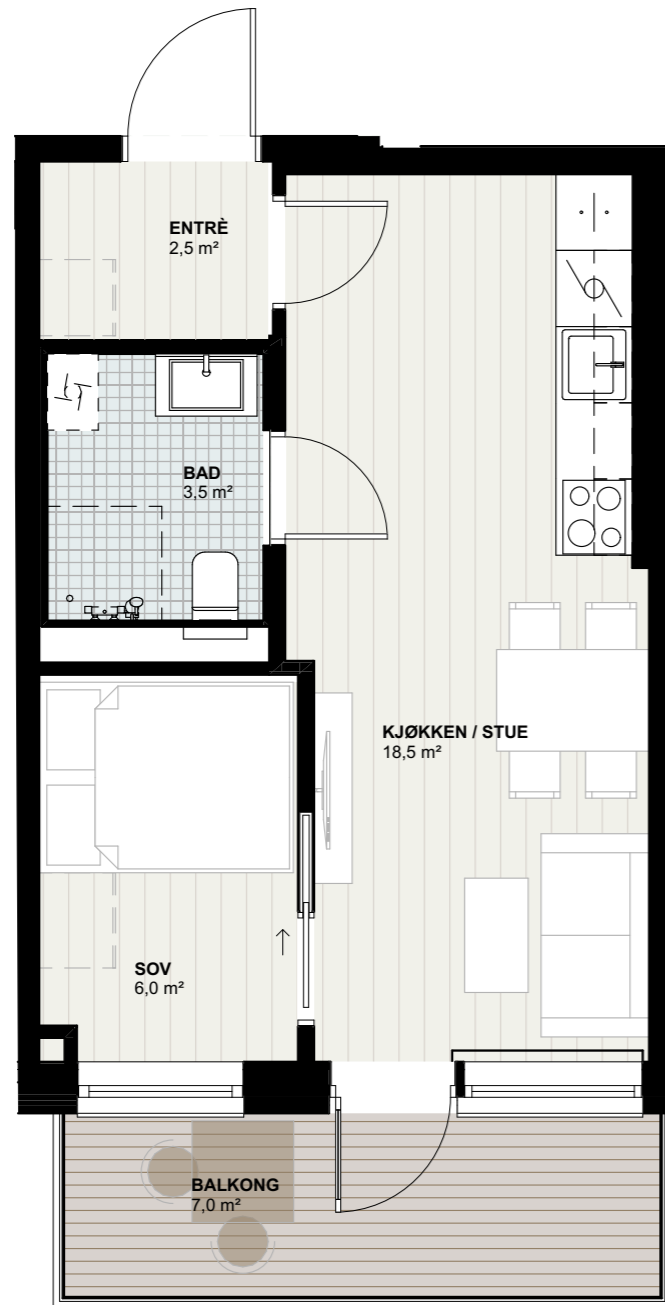 ENTRÈ
2,5 m²
BAD
3,5 m²
KJØKKEN / STUE
18,5 m²
SOV
6,0 m²
BALKONG
7,0 m²